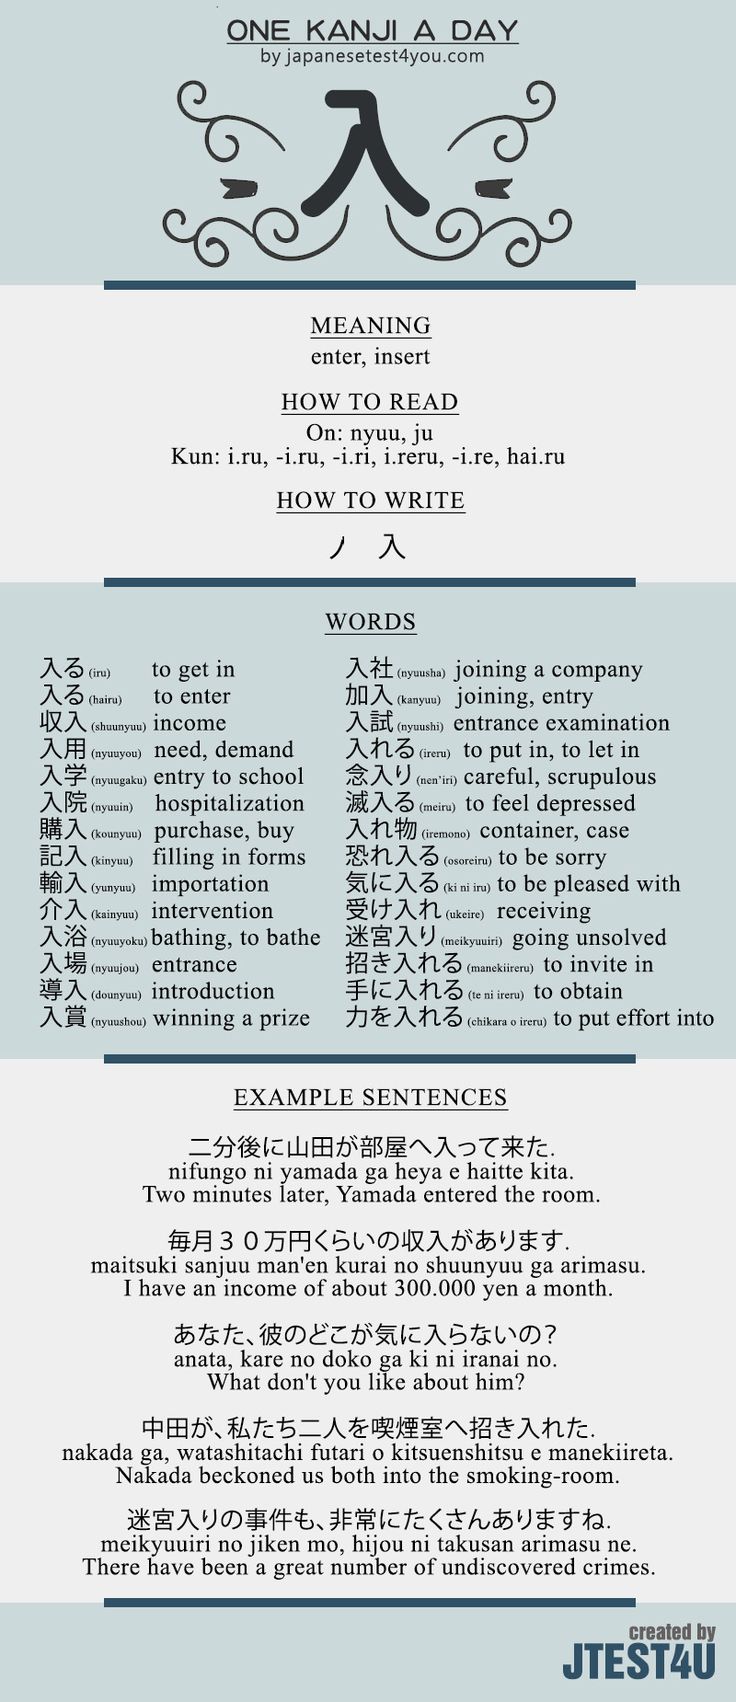 ONE KANJI A DAY
by japanesetest4you.com
入
MEANING
enter, insert
HOW TO READ
On: nyuu, ju
Kun: i.ru, -i.ru, -i.ri, i.reru, -i.re, hai.ru
HOW TO WRITE
ノ 入
WORDS
入る (iru) to get in
入る (hairu) to enter
収入 (shuunyuu) income
入用 (nyuuyou) need, demand
入学 (nyuugaku) entry to school
入院 (nyuuin) hospitalization
購入 (kounyuu) purchase, buy
記入 (kinyuu) filling in forms
輸入 (yunyuu) importation
介入 (kainyuu) intervention
入浴 (nyuuyoku) bathing, to bathe
入場 (nyuujou) entrance
導入 (dounyuu) introduction
入賞 (nyuushou) winning a prize
入社 (nyuusha) joining a company
加入 (kanyuu) joining, entry
入試 (nyuushi) entrance examination
入れる (ireru) to put in, to let in
念入り (nen'iri) careful, scrupulous
滅入る (meiru) to feel depressed
入れ物 (iremono) container, case
恐れ入る (osoreiru) to be sorry
気に入る (ki ni iru) to be pleased with
受け入れ (ukeire) receiving
迷宮入り (meikyuuiri) going unsolved
招き入れる (manekiireru) to invite in
手に入れる (te ni ireru) to obtain
力を入れる (chikara o ireru) to put effort into
EXAMPLE SENTENCES
二分後に山田が部屋へ入って来た.
nifungo ni yamada ga heya e haitte kita.
Two minutes later, Yamada entered the room.
毎月３０万円くらいの収入があります.
maitsuki sanjuu man'en kurai no shuunyuu ga arimasu.
I have an income of about 300.000 yen a month.
あなた、彼のどこが気に入らないの?
anata, kare no doko ga ki ni iranai no.
What don't you like about him?
中田が、私たち二人を喫煙室へ招き入れた.
nakada ga, watashitachi futari o kitsuenshitsu e manekiireta.
Nakada beckoned us both into the smoking-room.
迷宮入りの事件も、非常にたくさんありますね.
meikyuuiri no jiken mo, hijou ni takusan arimasu ne.
There have been a great number of undiscovered crimes.
created by
JTEST4U